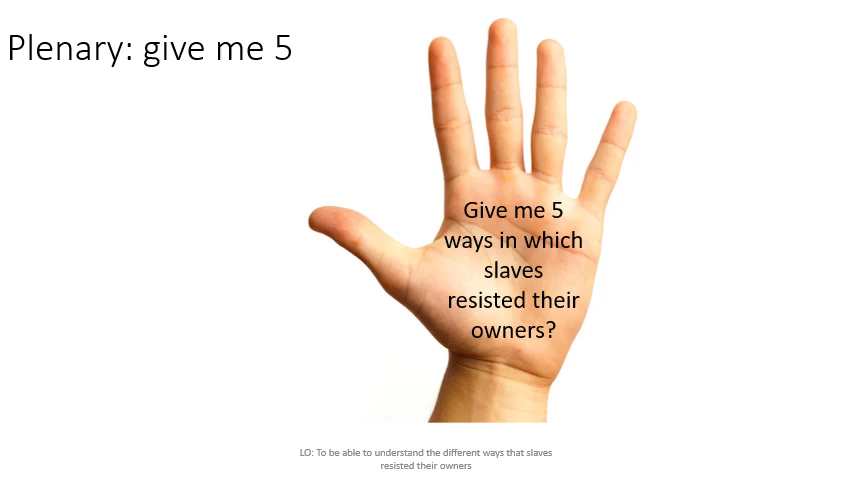 Plenary: give me 5
Give me 5
ways in which
slaves
resisted their
owners?
LO: To be able to understand the different ways that slaves
resisted their owners